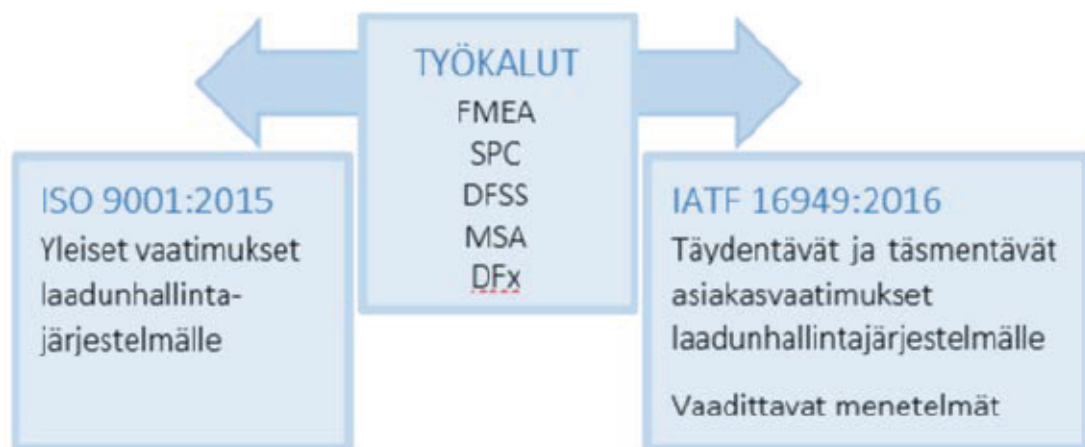 TYÖKALUT
FMEA
SPC
DFSS
MSA
DFx
ISO 9001:2015
Yleiset vaatimukset
laadunhallinta-
järjestelmälle
IATF 16949:2016
Täydentävät ja täsmentävät
asiakasvaatimukset
laadunhallintajärjestelmälle
Vaadittavat menetelmät